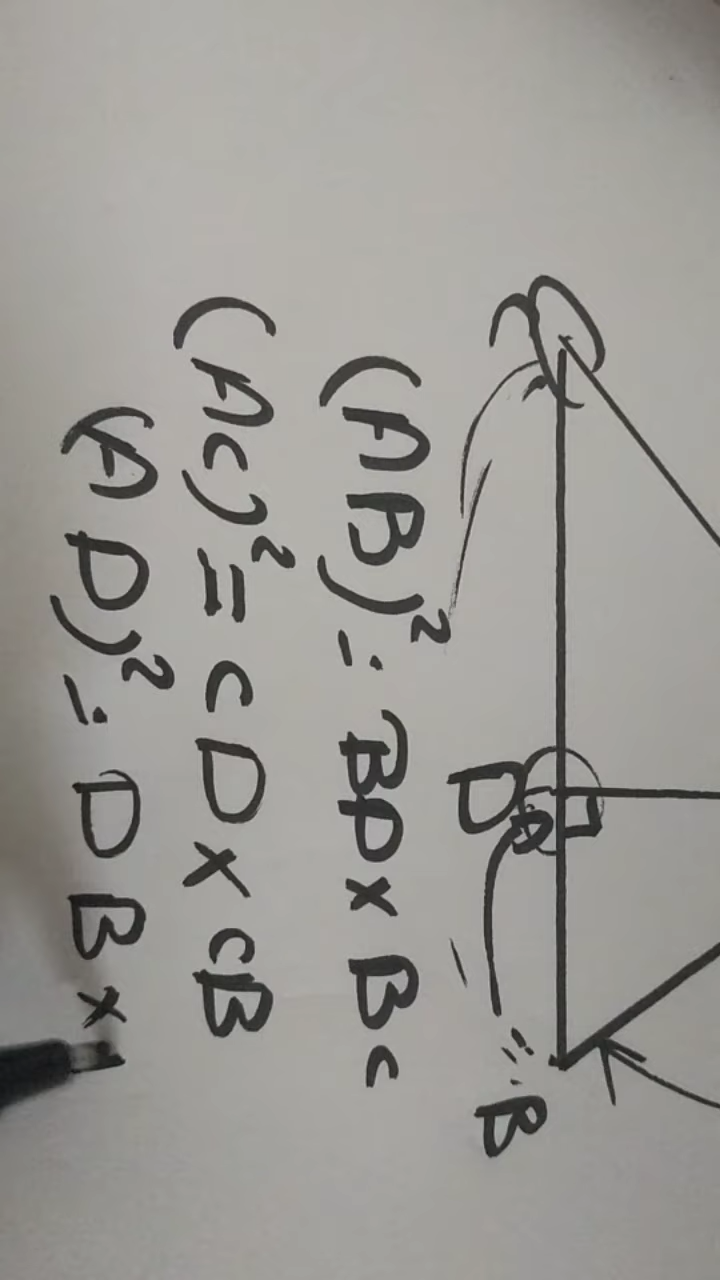 C
D
B
(AB)² = BD × BC
(AC)² = CD × CB
(AD)² = DB ×